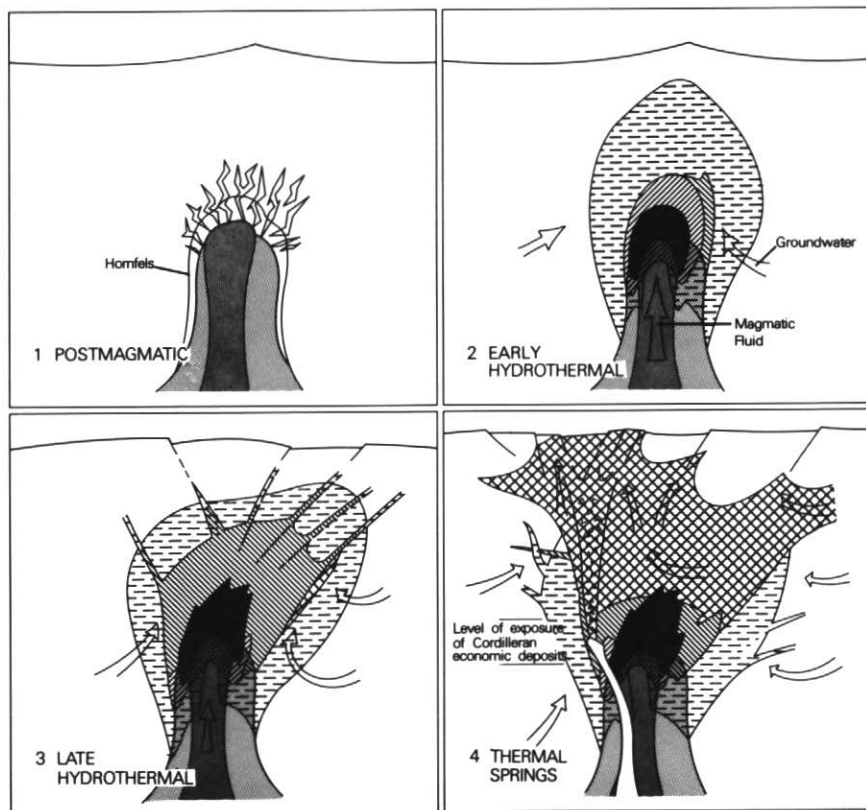 Hornfels
1 POSTMAGMATIC
Groundwater
Magmatic
Fluid
2 EARLY
HYDROTHERMAL
3 LATE
HYDROTHERMAL
Level of exposure
of Cordilleran
economic deposits
4 THERMAL
SPRINGS